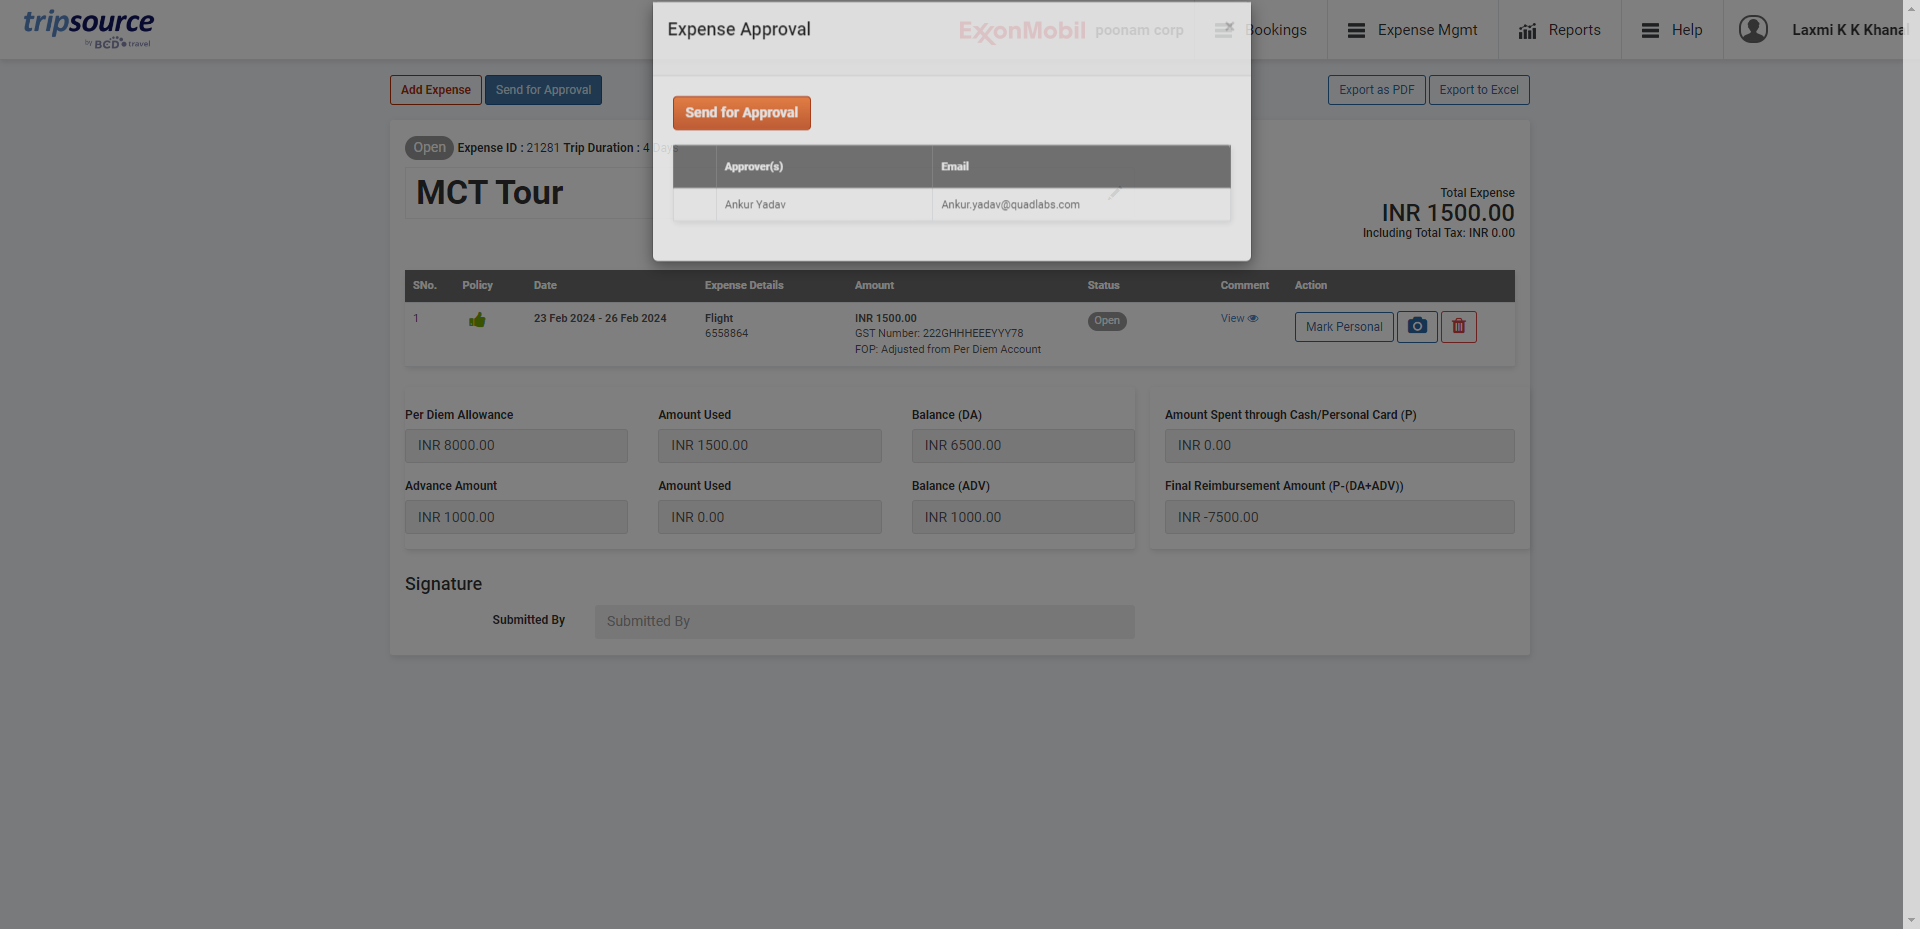 tripsource
by BCD travel
Expense Approval
ExxonMobil
poonam corp
Bookings
Expense Mgmt
Reports
Help
Laxmi K K Khanal
Add Expense
Send for Approval
Export as PDF
Export to Excel
Send for Approval
Open Expense ID : 21281 Trip Duration : 4 Days
Approver(s) Email
Ankur Yadav Ankur.yadav@quadlabs.com
MCT Tour
Total Expense
INR 1500.00
Including Total Tax: INR 0.00
SNo. Policy Date Expense Details Amount Status Comment Action
1 23 Feb 2024 - 26 Feb 2024 Flight INR 1500.00 Open View Mark Personal
6558864 GST Number: 222GHHHEEEYYY78
FOP: Adjusted from Per Diem Account
Per Diem Allowance Amount Used Balance (DA) Amount Spent through Cash/Personal Card (P)
INR 8000.00 INR 1500.00 INR 6500.00 INR 0.00
Advance Amount Amount Used Balance (ADV) Final Reimbursement Amount (P-(DA+ADV))
INR 1000.00 INR 0.00 INR 1000.00 INR -7500.00
Signature
Submitted By Submitted By